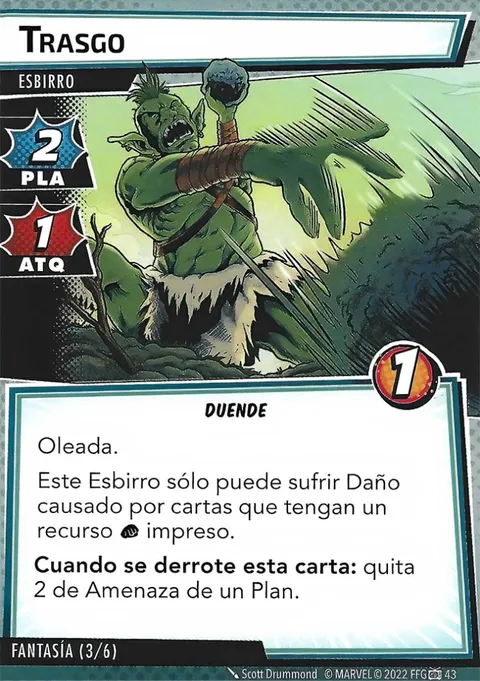 TRASGO
ESBIRRO
2
PLA
1
ATQ
1
DUENDE
Oleada.
Este Esbirro sólo puede sufrir Daño
causado por cartas que tengan un
recurso impreso.
Cuando se derrote esta carta: quita
2 de Amenaza de un Plan.
FANTASÍA (3/6)
Scott Drummond © MARVEL © 2022 FFG 43